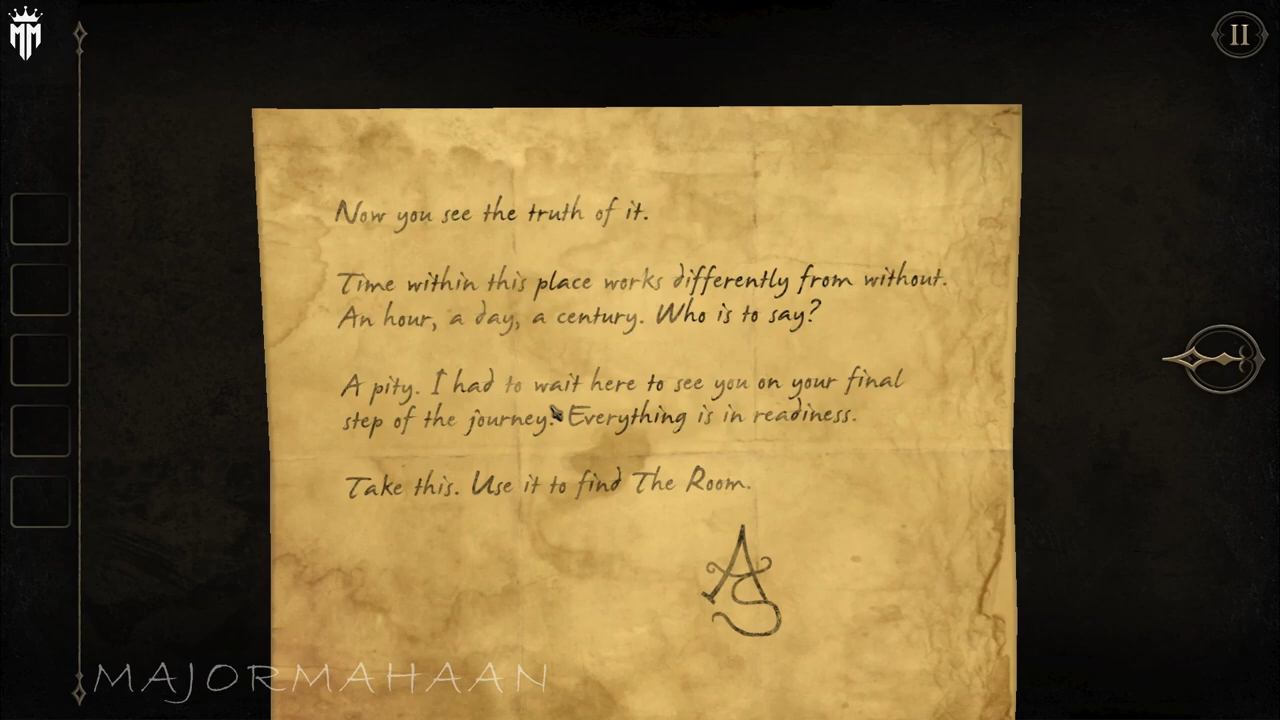 MM
II
Now you see the truth of it.
Time within this place works differently from without.
An hour, a day, a century. Who is to say?
A pity. I had to wait here to see you on your final
step of the journey. Everything is in readiness.
Take this. Use it to find The Room.
AS
MAJORMAHAAN